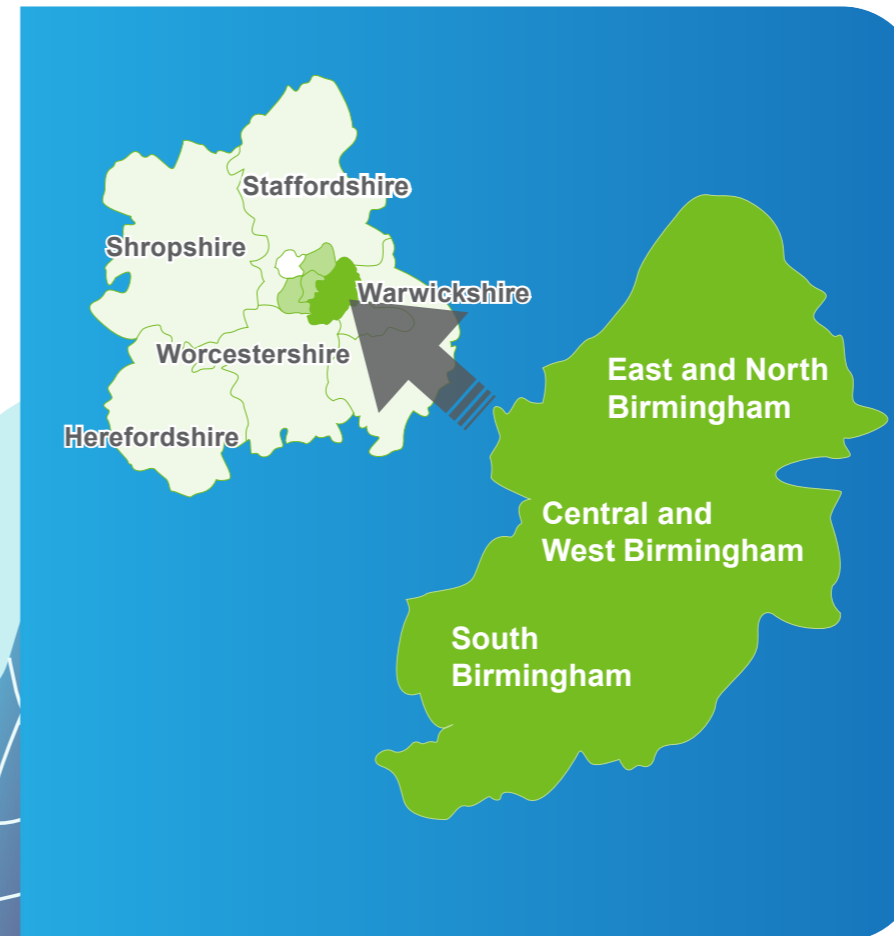 Staffordshire
Shropshire
Warwickshire
Worcestershire
Herefordshire
East and North
Birmingham
Central and
West Birmingham
South
Birmingham